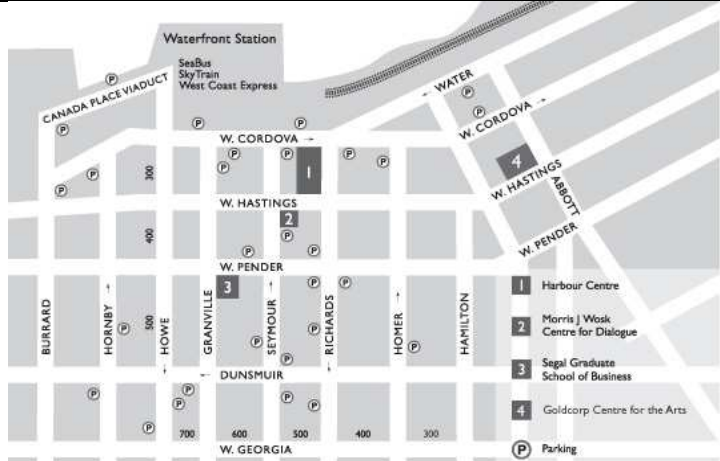 Waterfront Station
SeaBus
SkyTrain
West Coast Express
CANADA PLACE VIADUCT
WATER
W. CORDOVA →
W. CORDOVA →
P
P
P
P
P
P
P
P
P
P
P
P
P
300
1
4
W. HASTINGS
W. HASTINGS
ABBOTT
400
2
P
P
P
W. PENDER
W. PENDER
3
P
P
BURRARD
HORNBY
HOWE
500
GRANVILLE
SEYMOUR
RICHARDS
HOMER
HAMILTON
P
P
P
P
P
← DUNSMUIR
P
P
P
P
P
P
700
600
500
400
300
W. GEORGIA
1 Harbour Centre
2 Morris J Wosk
Centre for Dialogue
3 Segal Graduate
School of Business
4 Goldcorp Centre for the Arts
P Parking